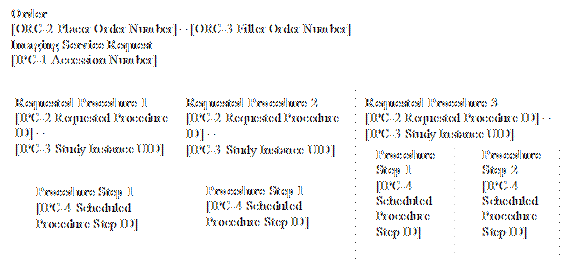 Order
[ORC-2 Placer Order Number]··[ORC-3 Filler Order Number]
Imaging Service Request
[IPC-1 Accession Number]
Requested Procedure 1
[IPC-2 Requested Procedure
ID]··
[IPC-3 Study Instance UID]
Procedure Step 1
[IPC-4 Scheduled
Procedure Step ID]
Requested Procedure 2
[IPC-2 Requested Procedure
ID]··
[IPC-3 Study Instance UID]
Procedure Step 1
[IPC-4 Scheduled
Procedure Step ID]
Requested Procedure 3
[IPC-2 Requested Procedure ID]··
[IPC-3 Study Instance UID]
Procedure
Step 1
[IPC-4
Scheduled
Procedure
Step ID]
Procedure
Step 2
[IPC-4
Scheduled
Procedure
Step ID]